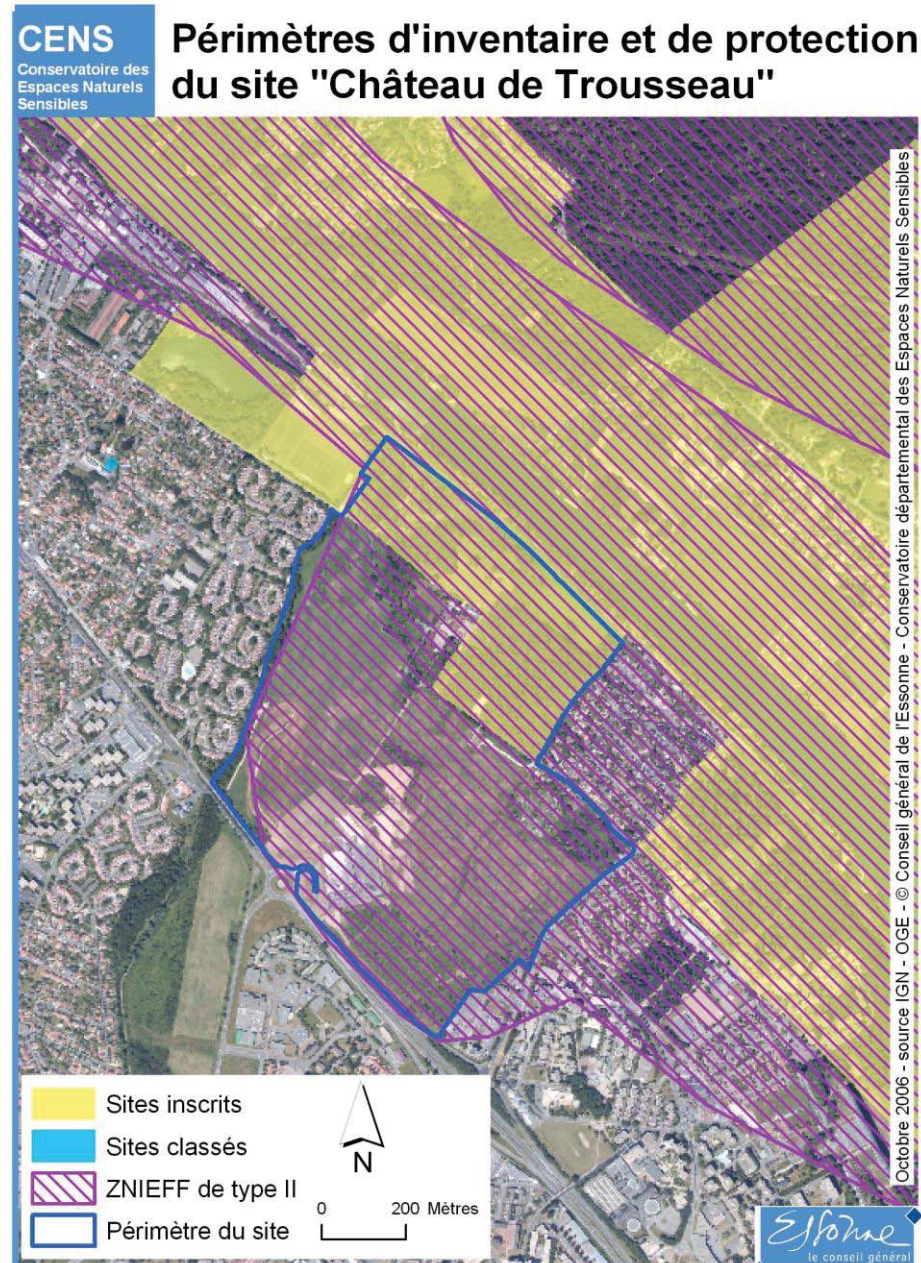 CENS
Conservatoire des
Espaces Naturels
Sensibles
Périmètres d'inventaire et de protection
du site "Château de Trousseau"
Octobre 2006 - source IGN - OGE - © Conseil général de l'Essonne - Conservatoire départemental des Espaces Naturels Sensibles
Sites inscrits
Sites classés
ZNIEFF de type II
Périmètre du site
N
0 200 Mètres
Essonne
le conseil général